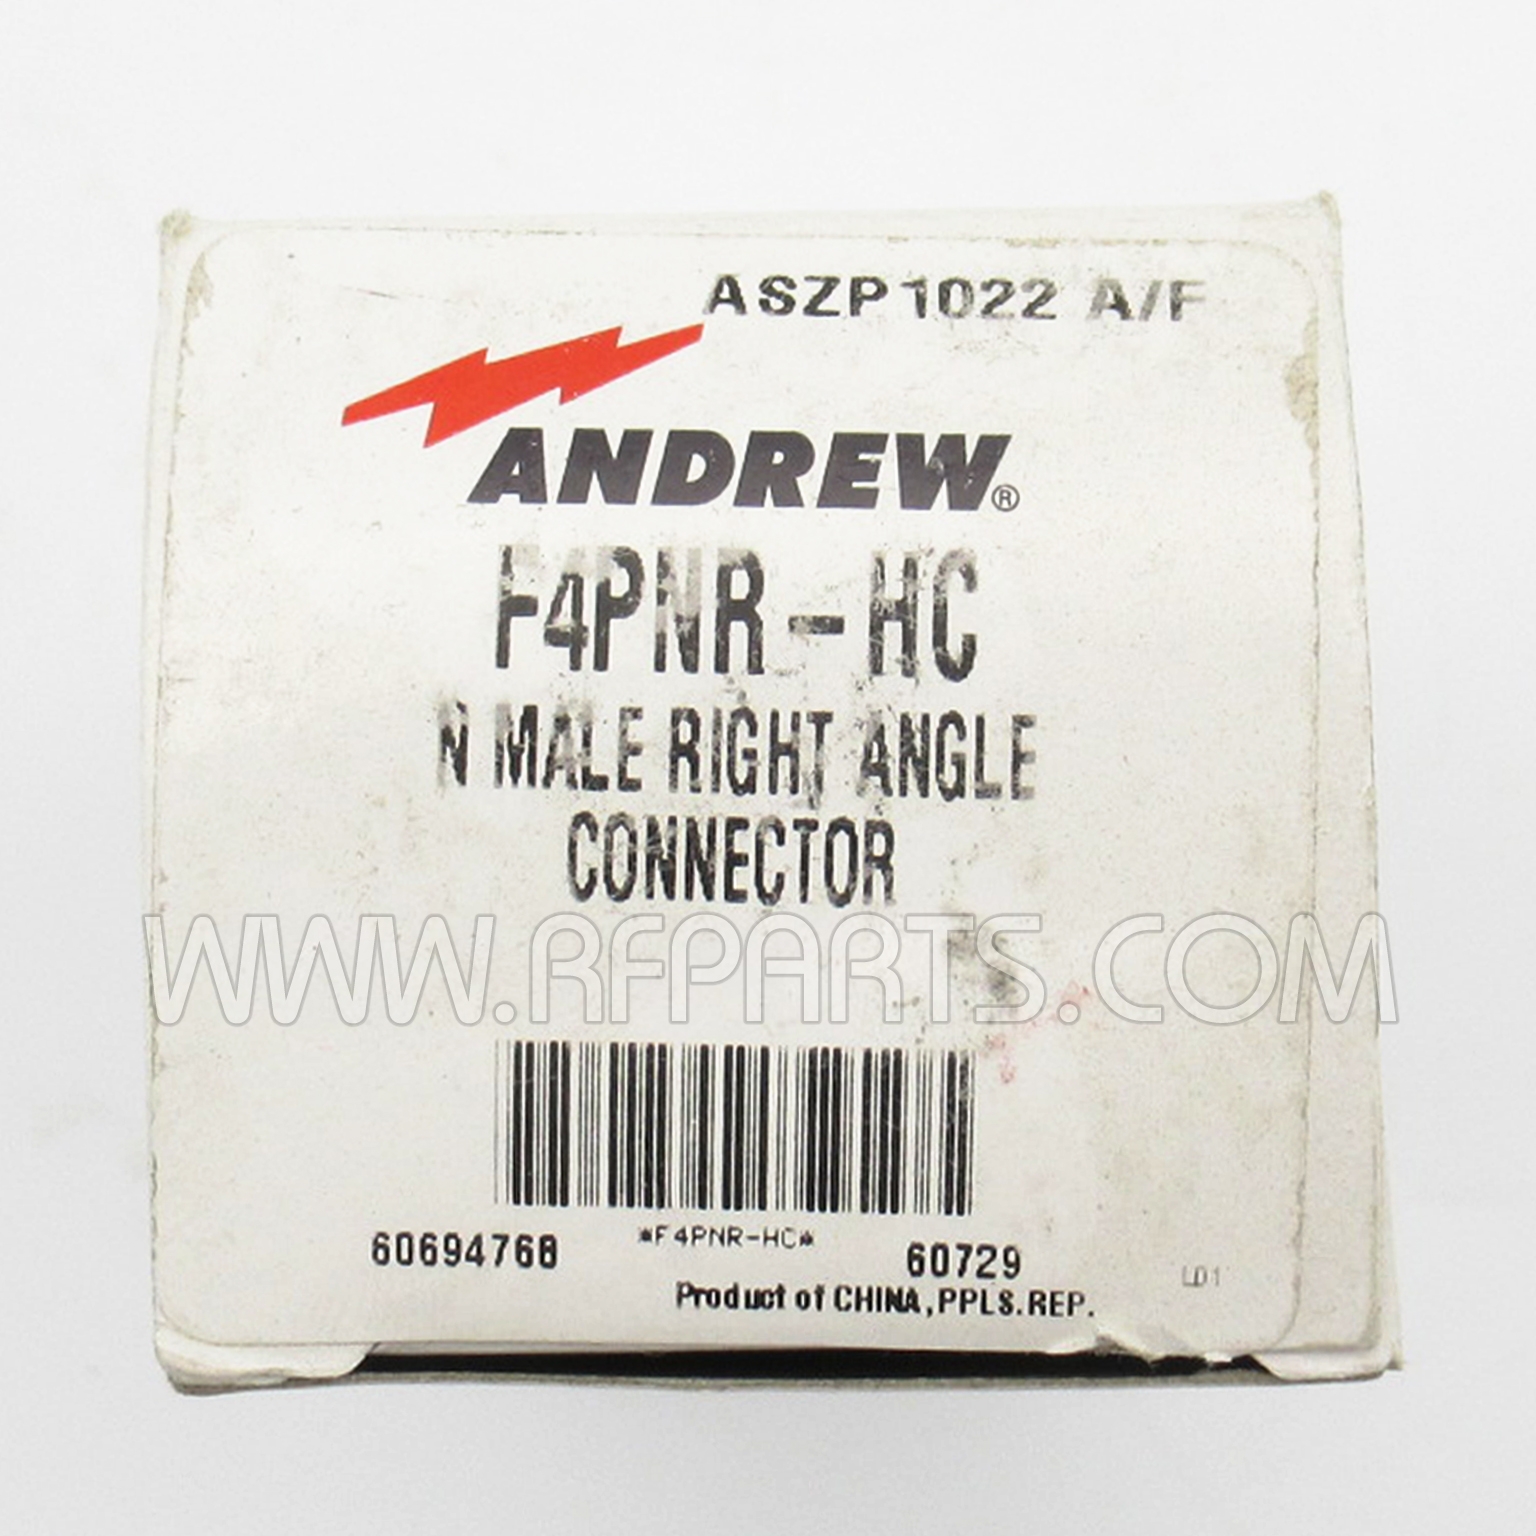 ASZP1022 A/F
ANDREW®
F4PNR-HC
N MALE RIGHT ANGLE
CONNECTOR
WWW.RFPARTS.COM
*F4PNR-HC*
60694768 60729
Product of CHINA,PPLS.REP.
L01